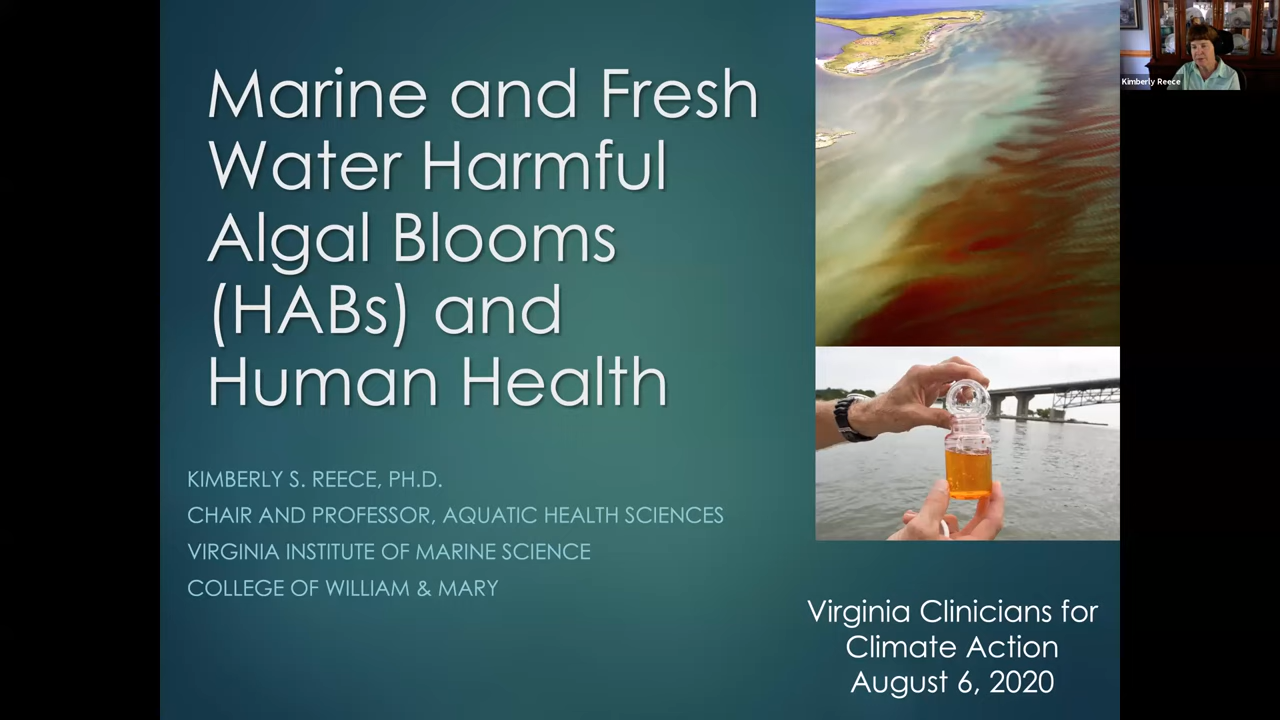 Marine and Fresh
Water Harmful
Algal Blooms
(HABs) and
Human Health
KIMBERLY S. REECE, PH.D.
CHAIR AND PROFESSOR, AQUATIC HEALTH SCIENCES
VIRGINIA INSTITUTE OF MARINE SCIENCE
COLLEGE OF WILLIAM & MARY
Virginia Clinicians for
Climate Action
August 6, 2020
Kimberly Reece